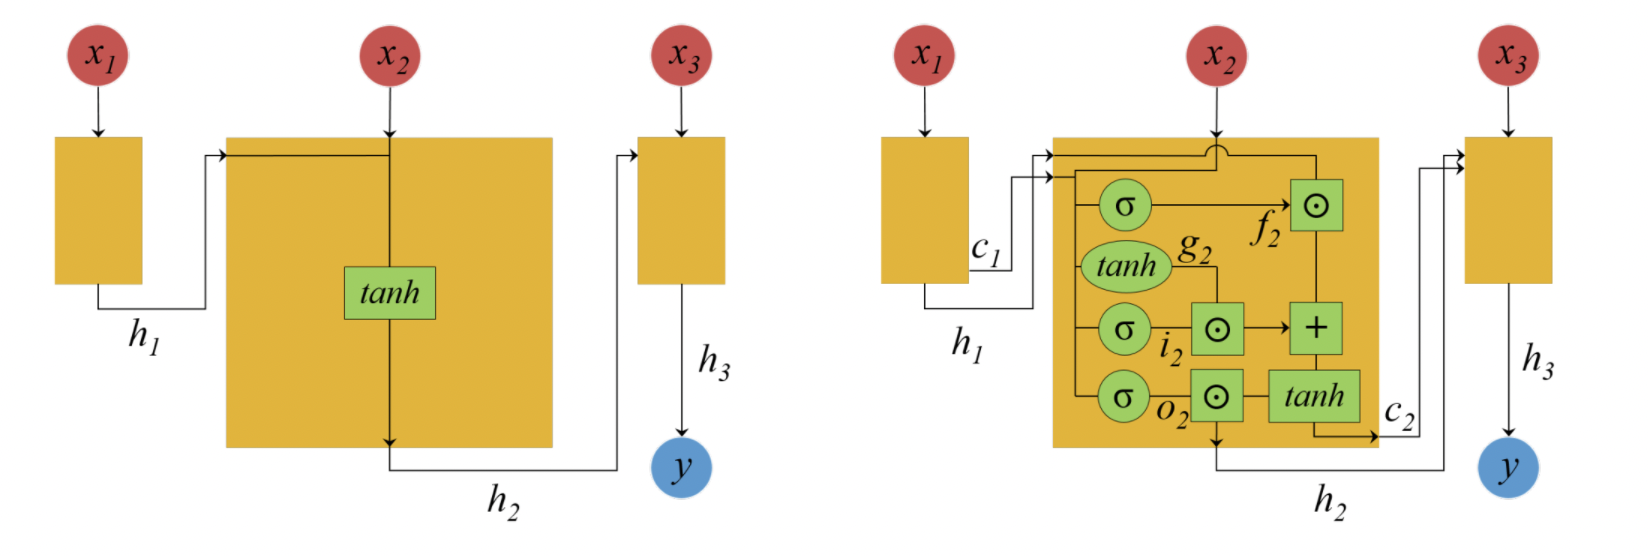 x1 x2 x3 x1 x2 x3
σ ⊙
f2
c1 g2
tanh
tanh
σ i2 ⊙ +
h1 h1
h3 h3
σ o2 ⊙ tanh c2
y y
h2 h2